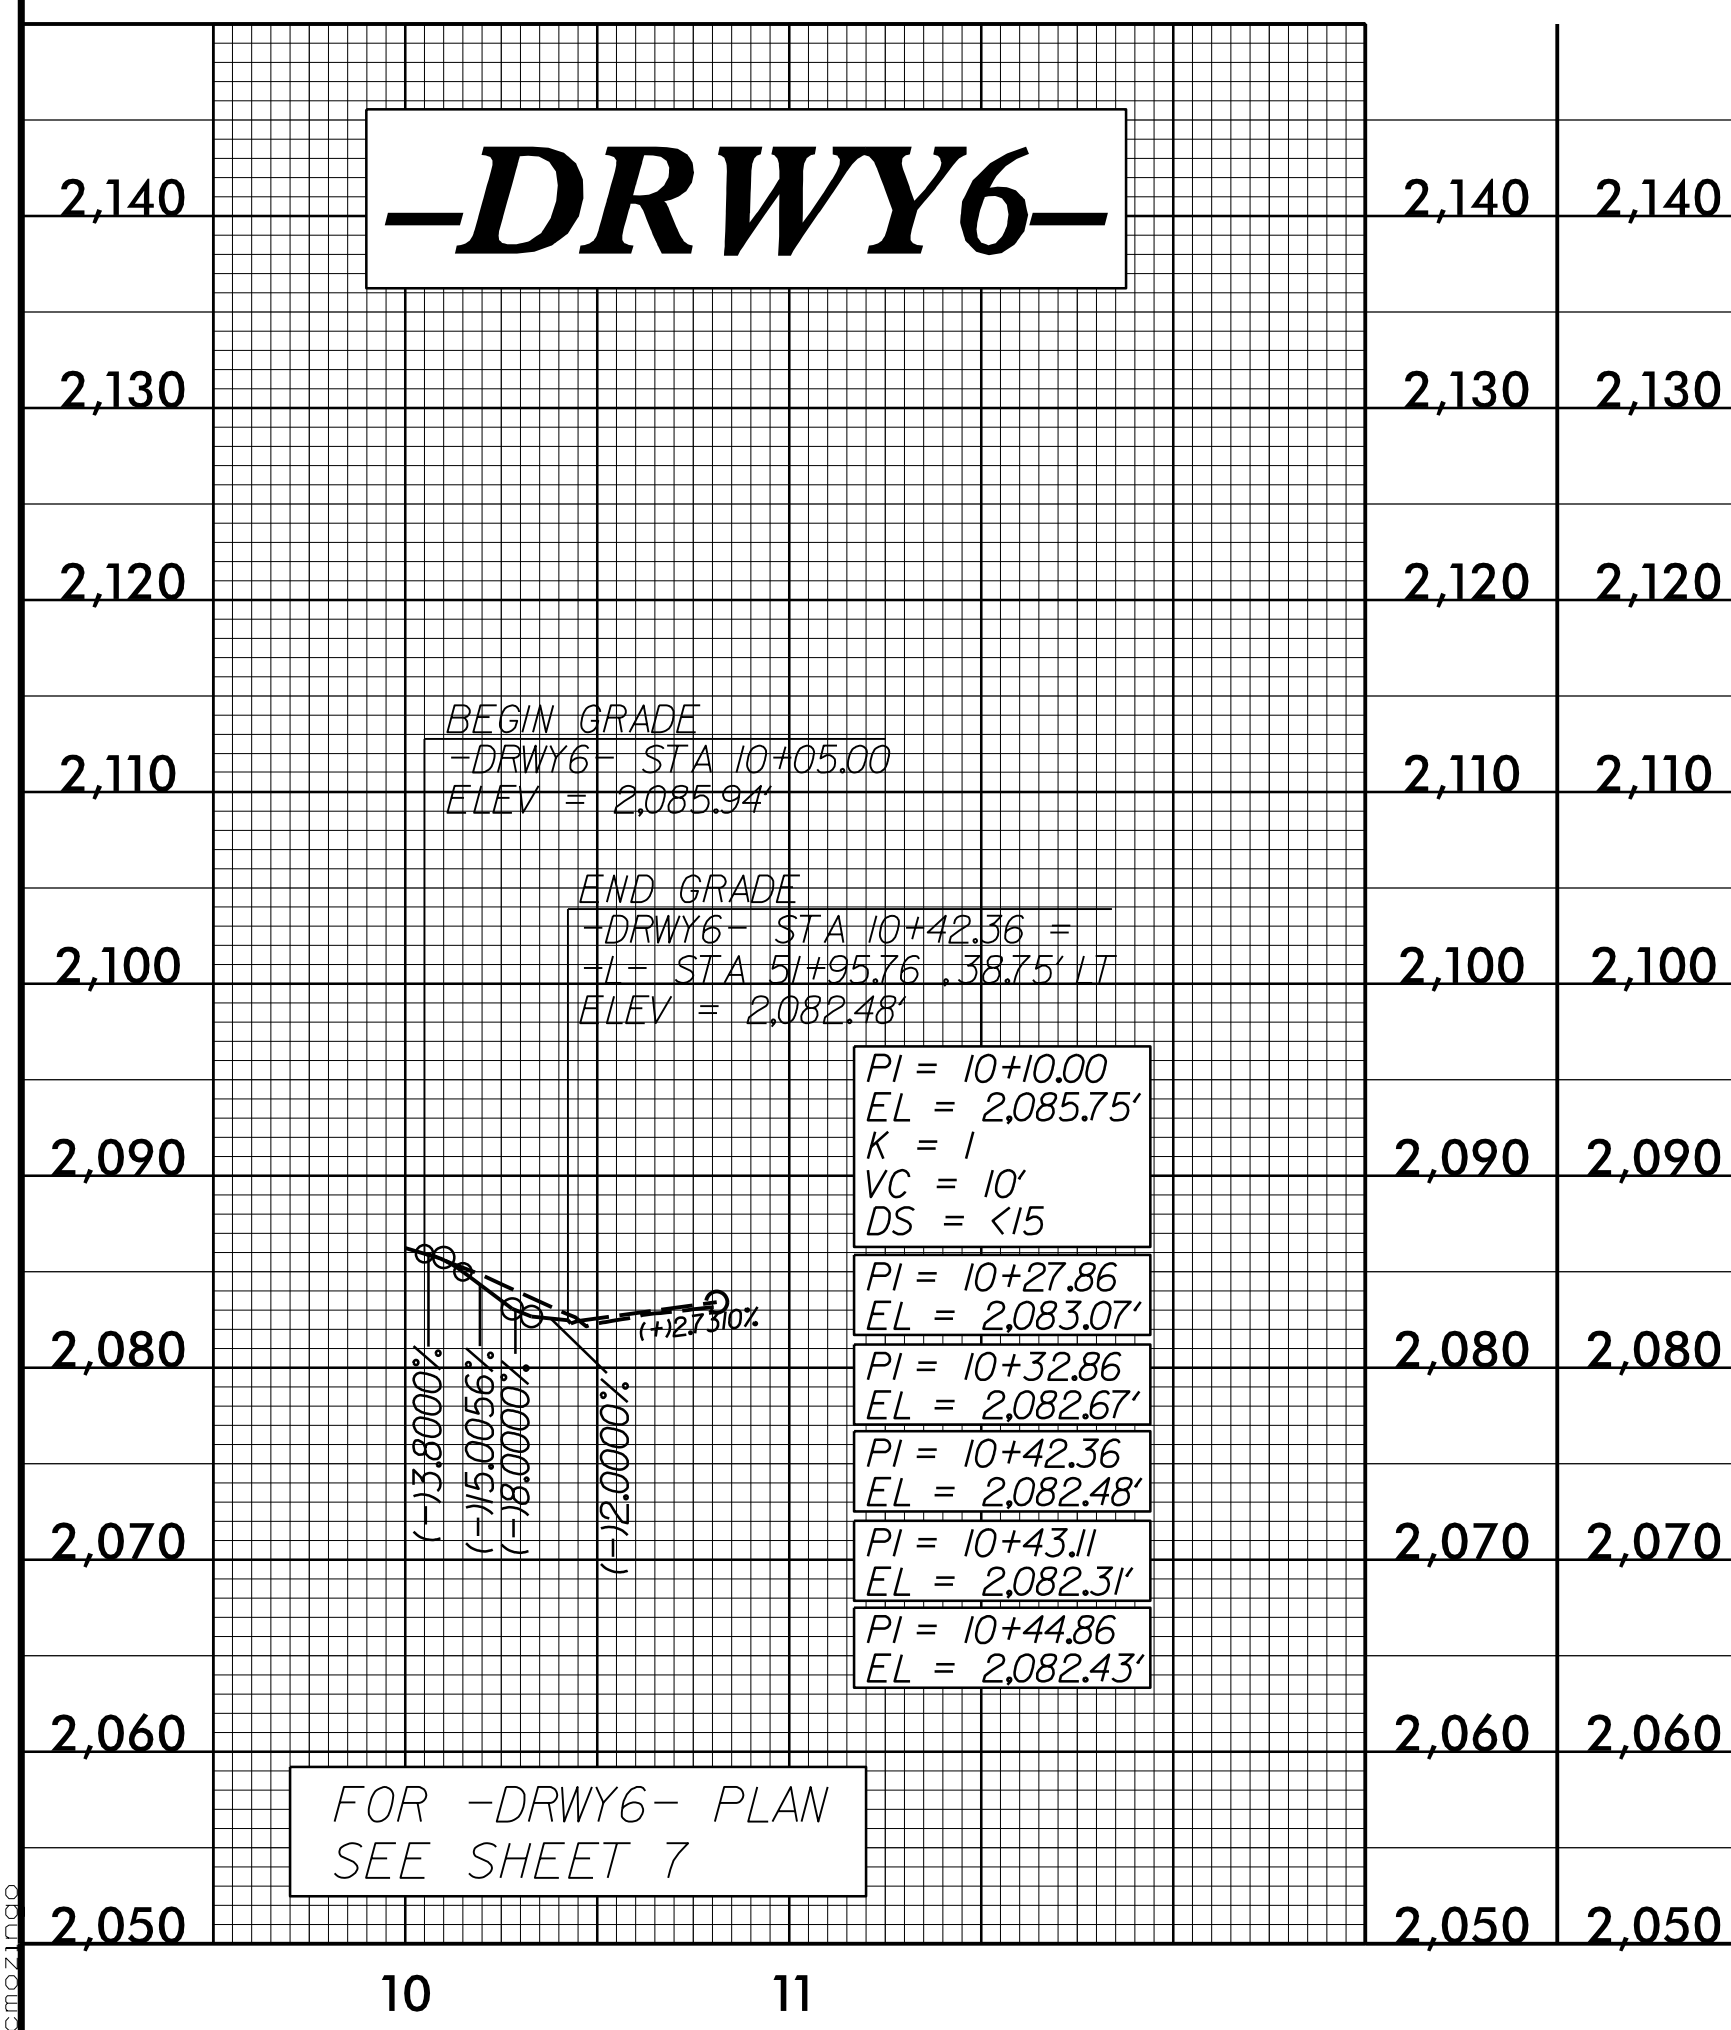 -DRWY6-
2,140 2,140 2,140
2,130 2,130 2,130
2,120 2,120 2,120
2,110 2,110 2,110
2,100 2,100 2,100
2,090 2,090 2,090
2,080 2,080 2,080
2,070 2,070 2,070
2,060 2,060 2,060
2,050 2,050 2,050
BEGIN GRADE
-DRWY6- STA 10+05.00
ELEV = 2,085.94'
END GRADE
-DRWY6- STA 10+42.36 =
-L- STA 51+95.76 , 38.75' LT
ELEV = 2,082.48'
PI = 10+10.00
EL = 2,085.75'
K = 1
VC = 10'
DS = <15
PI = 10+27.86
EL = 2,083.07'
PI = 10+32.86
EL = 2,082.67'
PI = 10+42.36
EL = 2,082.48'
PI = 10+43.11
EL = 2,082.31'
PI = 10+44.86
EL = 2,082.43'
(-)3.8000%
(-)15.0056%
(-)8.0000%
(-)2.0000%
(+)2.7310%
FOR -DRWY6- PLAN
SEE SHEET 7
10 11
cmozingo